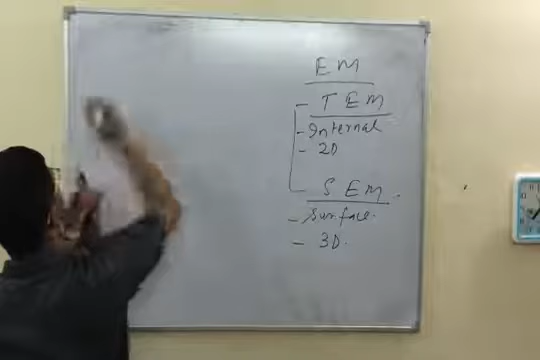 EM
- TEM
- Internal
- 2D
SEM.
- Surface.
- 3D.